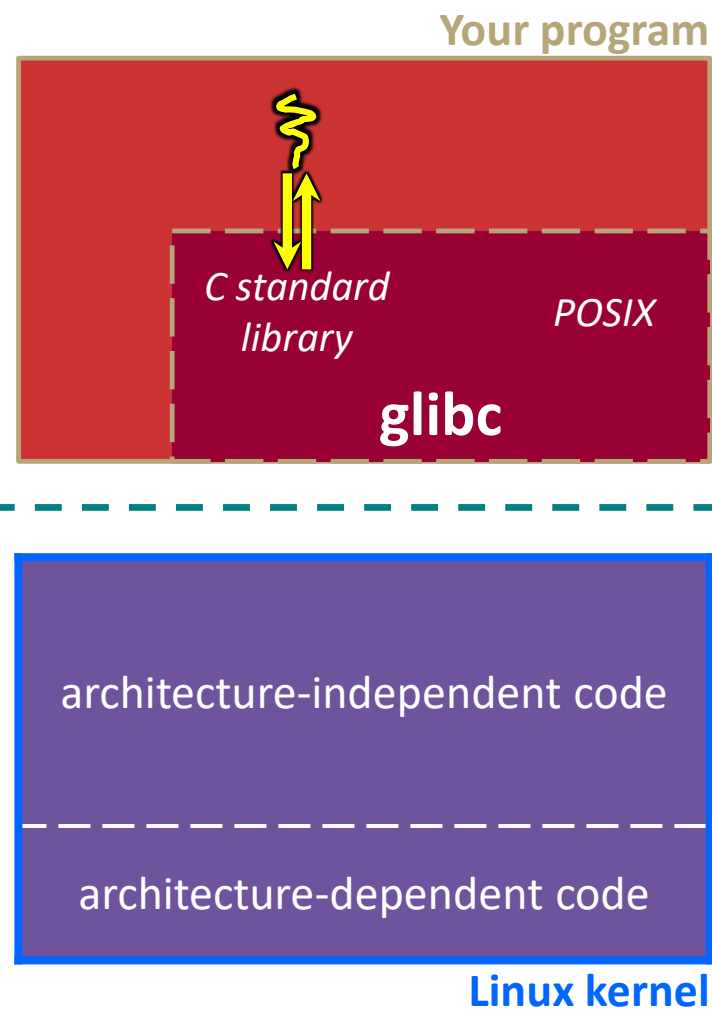 Your program
C standard
library
POSIX
glibc
architecture-independent code
architecture-dependent code
Linux kernel